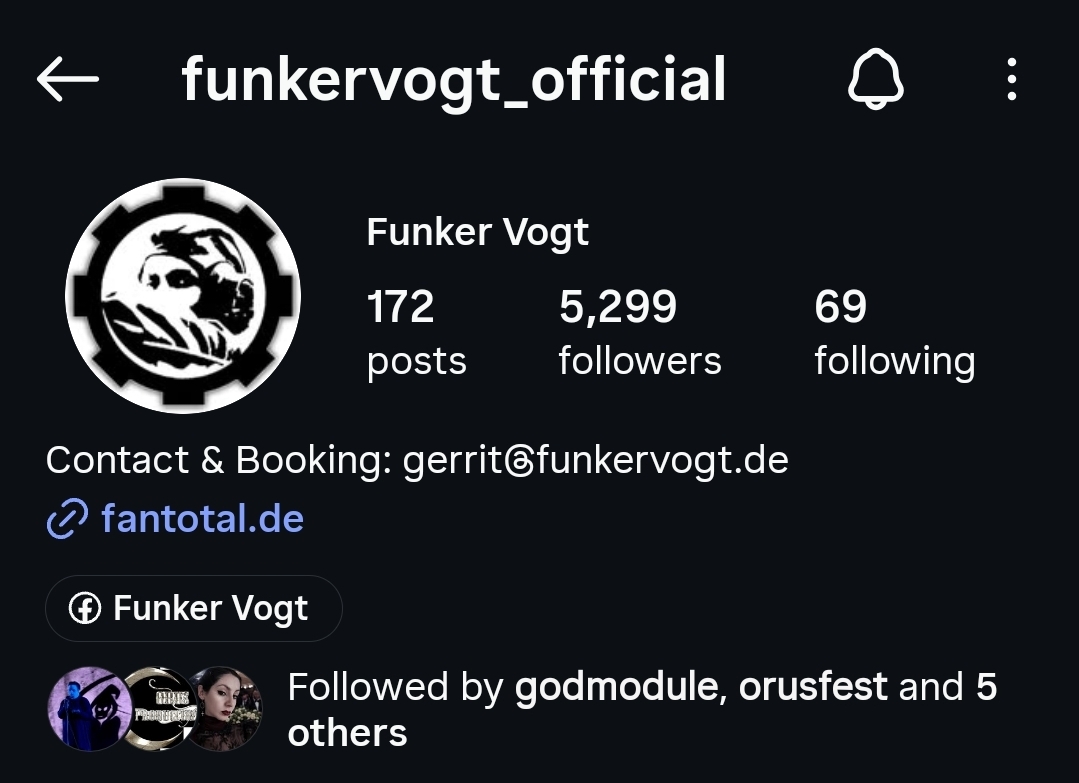 funkervogt_official
Funker Vogt
172 5,299 69
posts followers following
Contact & Booking: gerrit@funkervogt.de
fantotal.de
Funker Vogt
Followed by godmodule, orusfest and 5
others